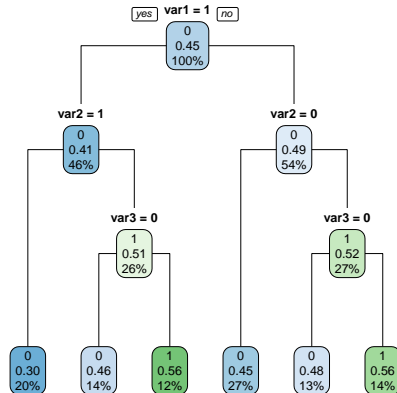 var1 = 1
yes no
0
0.45
100%
var2 = 1 var2 = 0
0 0
0.41 0.49
46% 54%
var3 = 0 var3 = 0
1 1
0.51 0.52
26% 27%
0 0 1 0 0 1
0.30 0.46 0.56 0.45 0.48 0.56
20% 14% 12% 27% 13% 14%